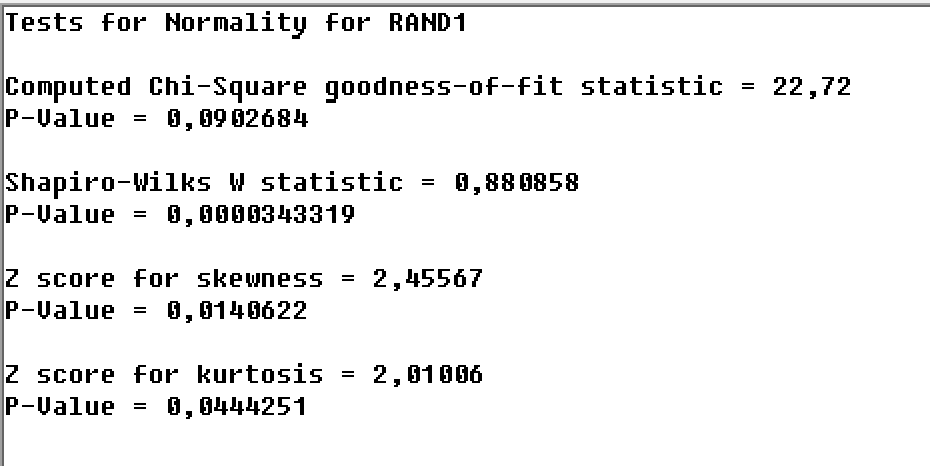 Tests for Normality for RAND1
Computed Chi-Square goodness-of-fit statistic = 22,72
P-Value = 0,0902684
Shapiro-Wilks W statistic = 0,880858
P-Value = 0,0000343319
Z score for skewness = 2,45567
P-Value = 0,0140622
Z score for kurtosis = 2,01006
P-Value = 0,0444251